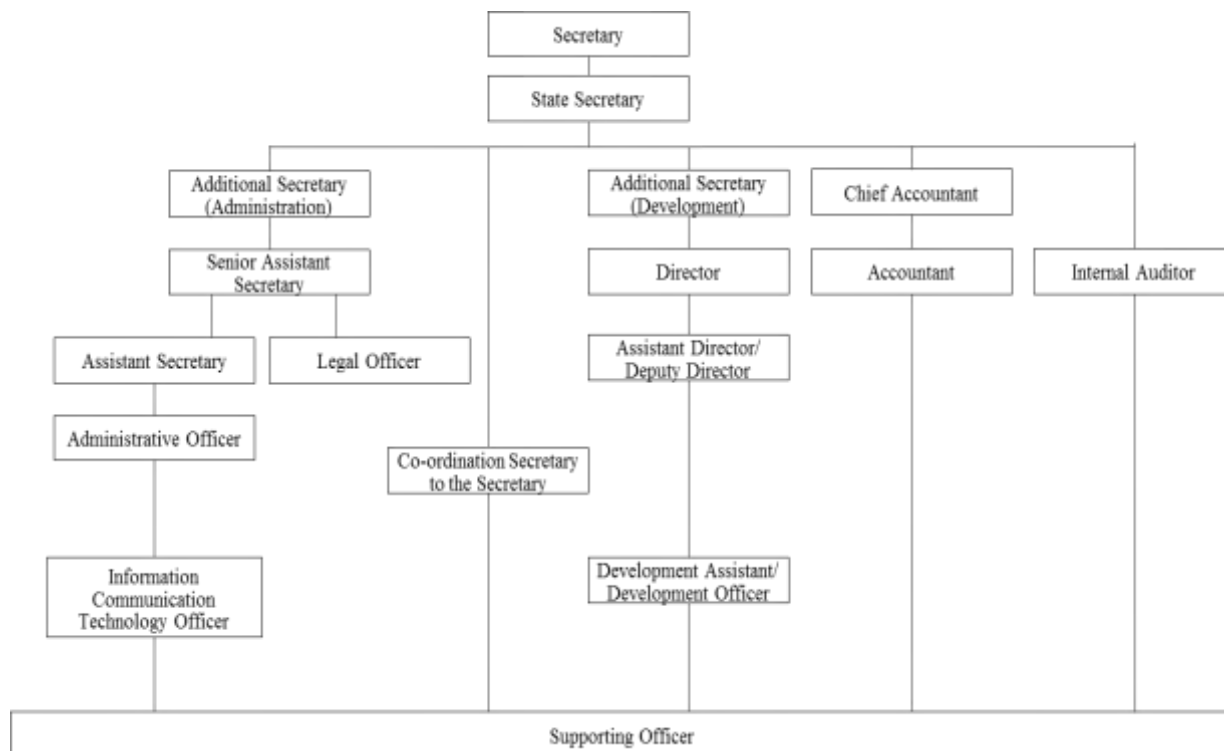 Secretary
State Secretary
Additional Secretary
(Administration)
Additional Secretary
(Development)
Chief Accountant
Senior Assistant
Secretary
Director
Accountant
Internal Auditor
Assistant Secretary
Legal Officer
Assistant Director/
Deputy Director
Administrative Officer
Co-ordination Secretary
to the Secretary
Information
Communication
Technology Officer
Development Assistant/
Development Officer
Supporting Officer